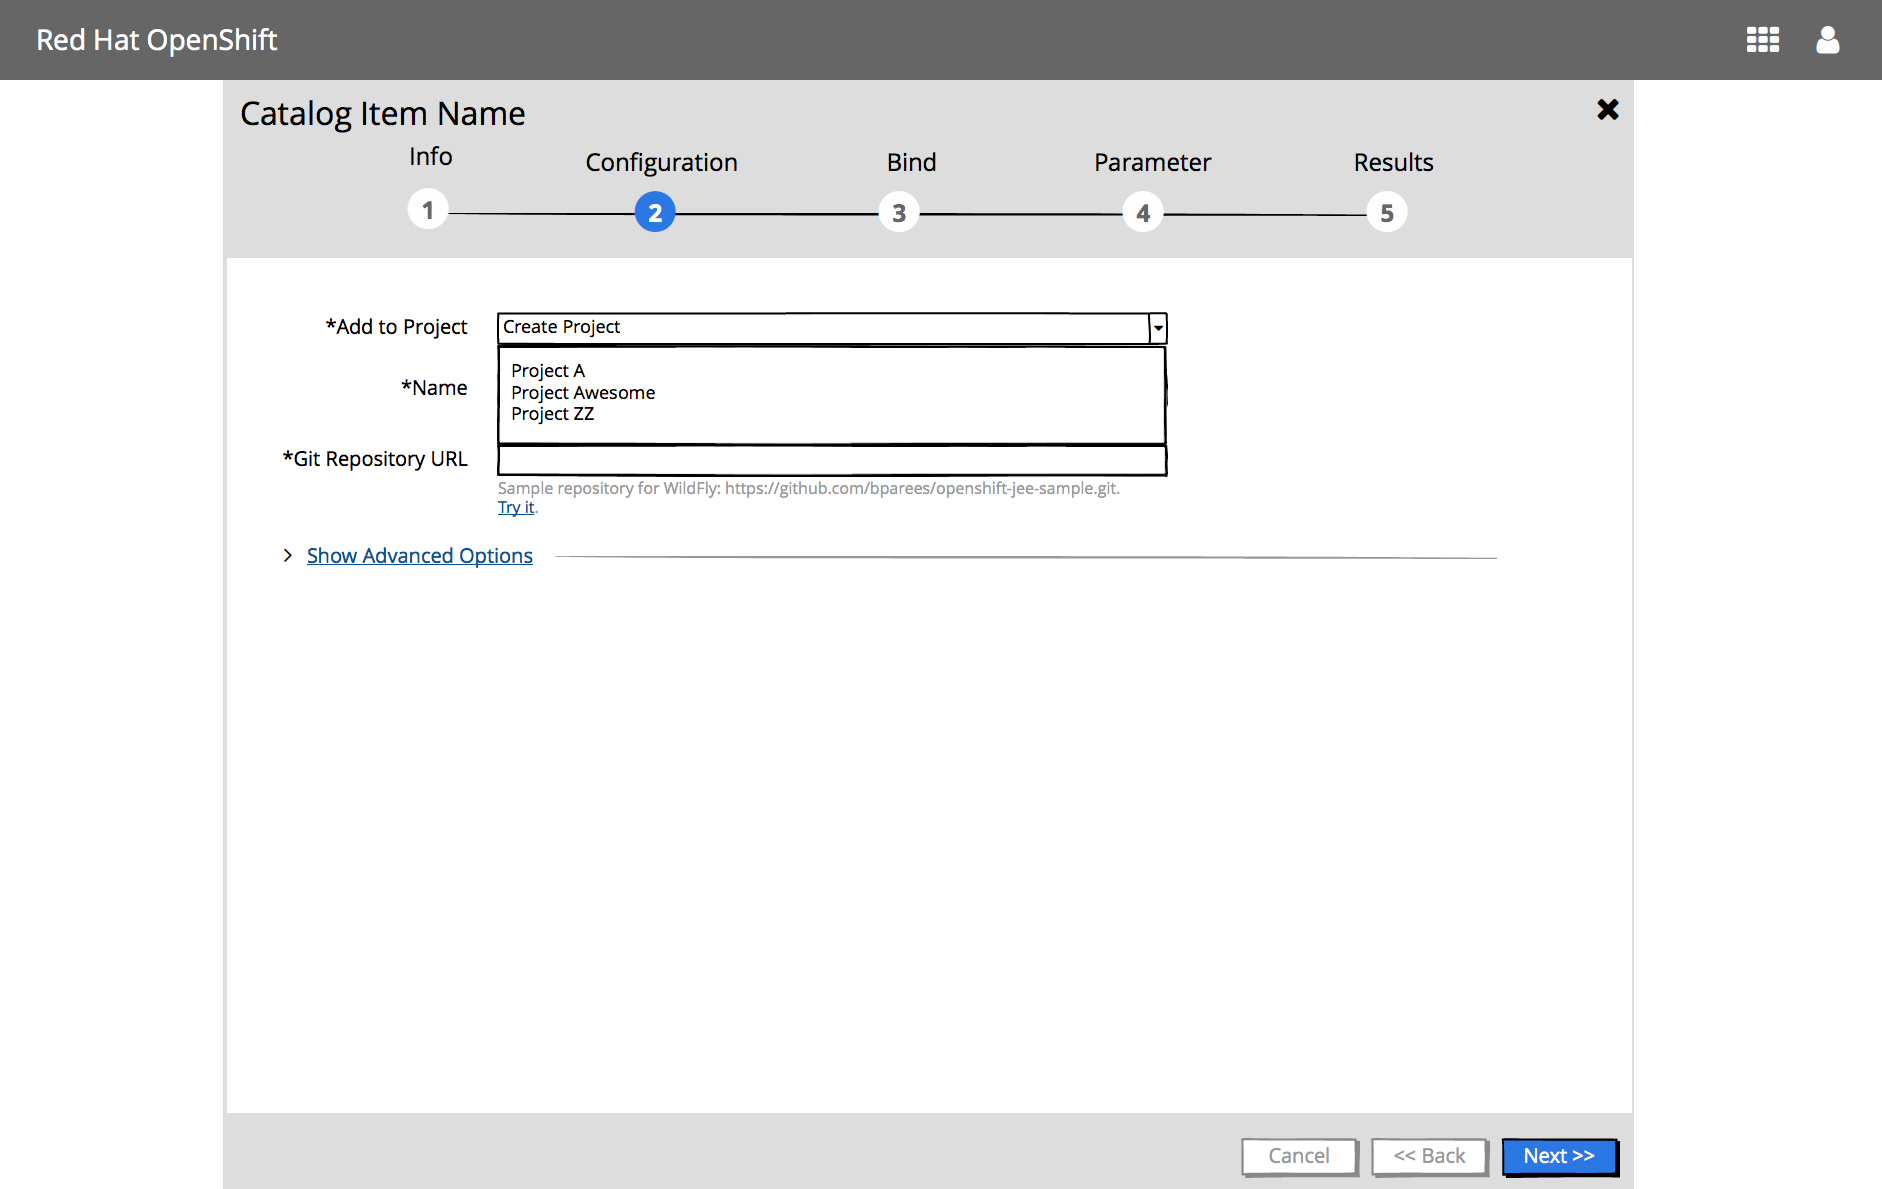 Red Hat OpenShift
Catalog Item Name
Info
Configuration
Bind
Parameter
Results
1
2
3
4
5
*Add to Project
Create Project
Project A
Project Awesome
Project ZZ
*Name
*Git Repository URL
Sample repository for WildFly: https://github.com/bparees/openshift-jee-sample.git.
Try it.
Show Advanced Options
Cancel
<< Back
Next >>